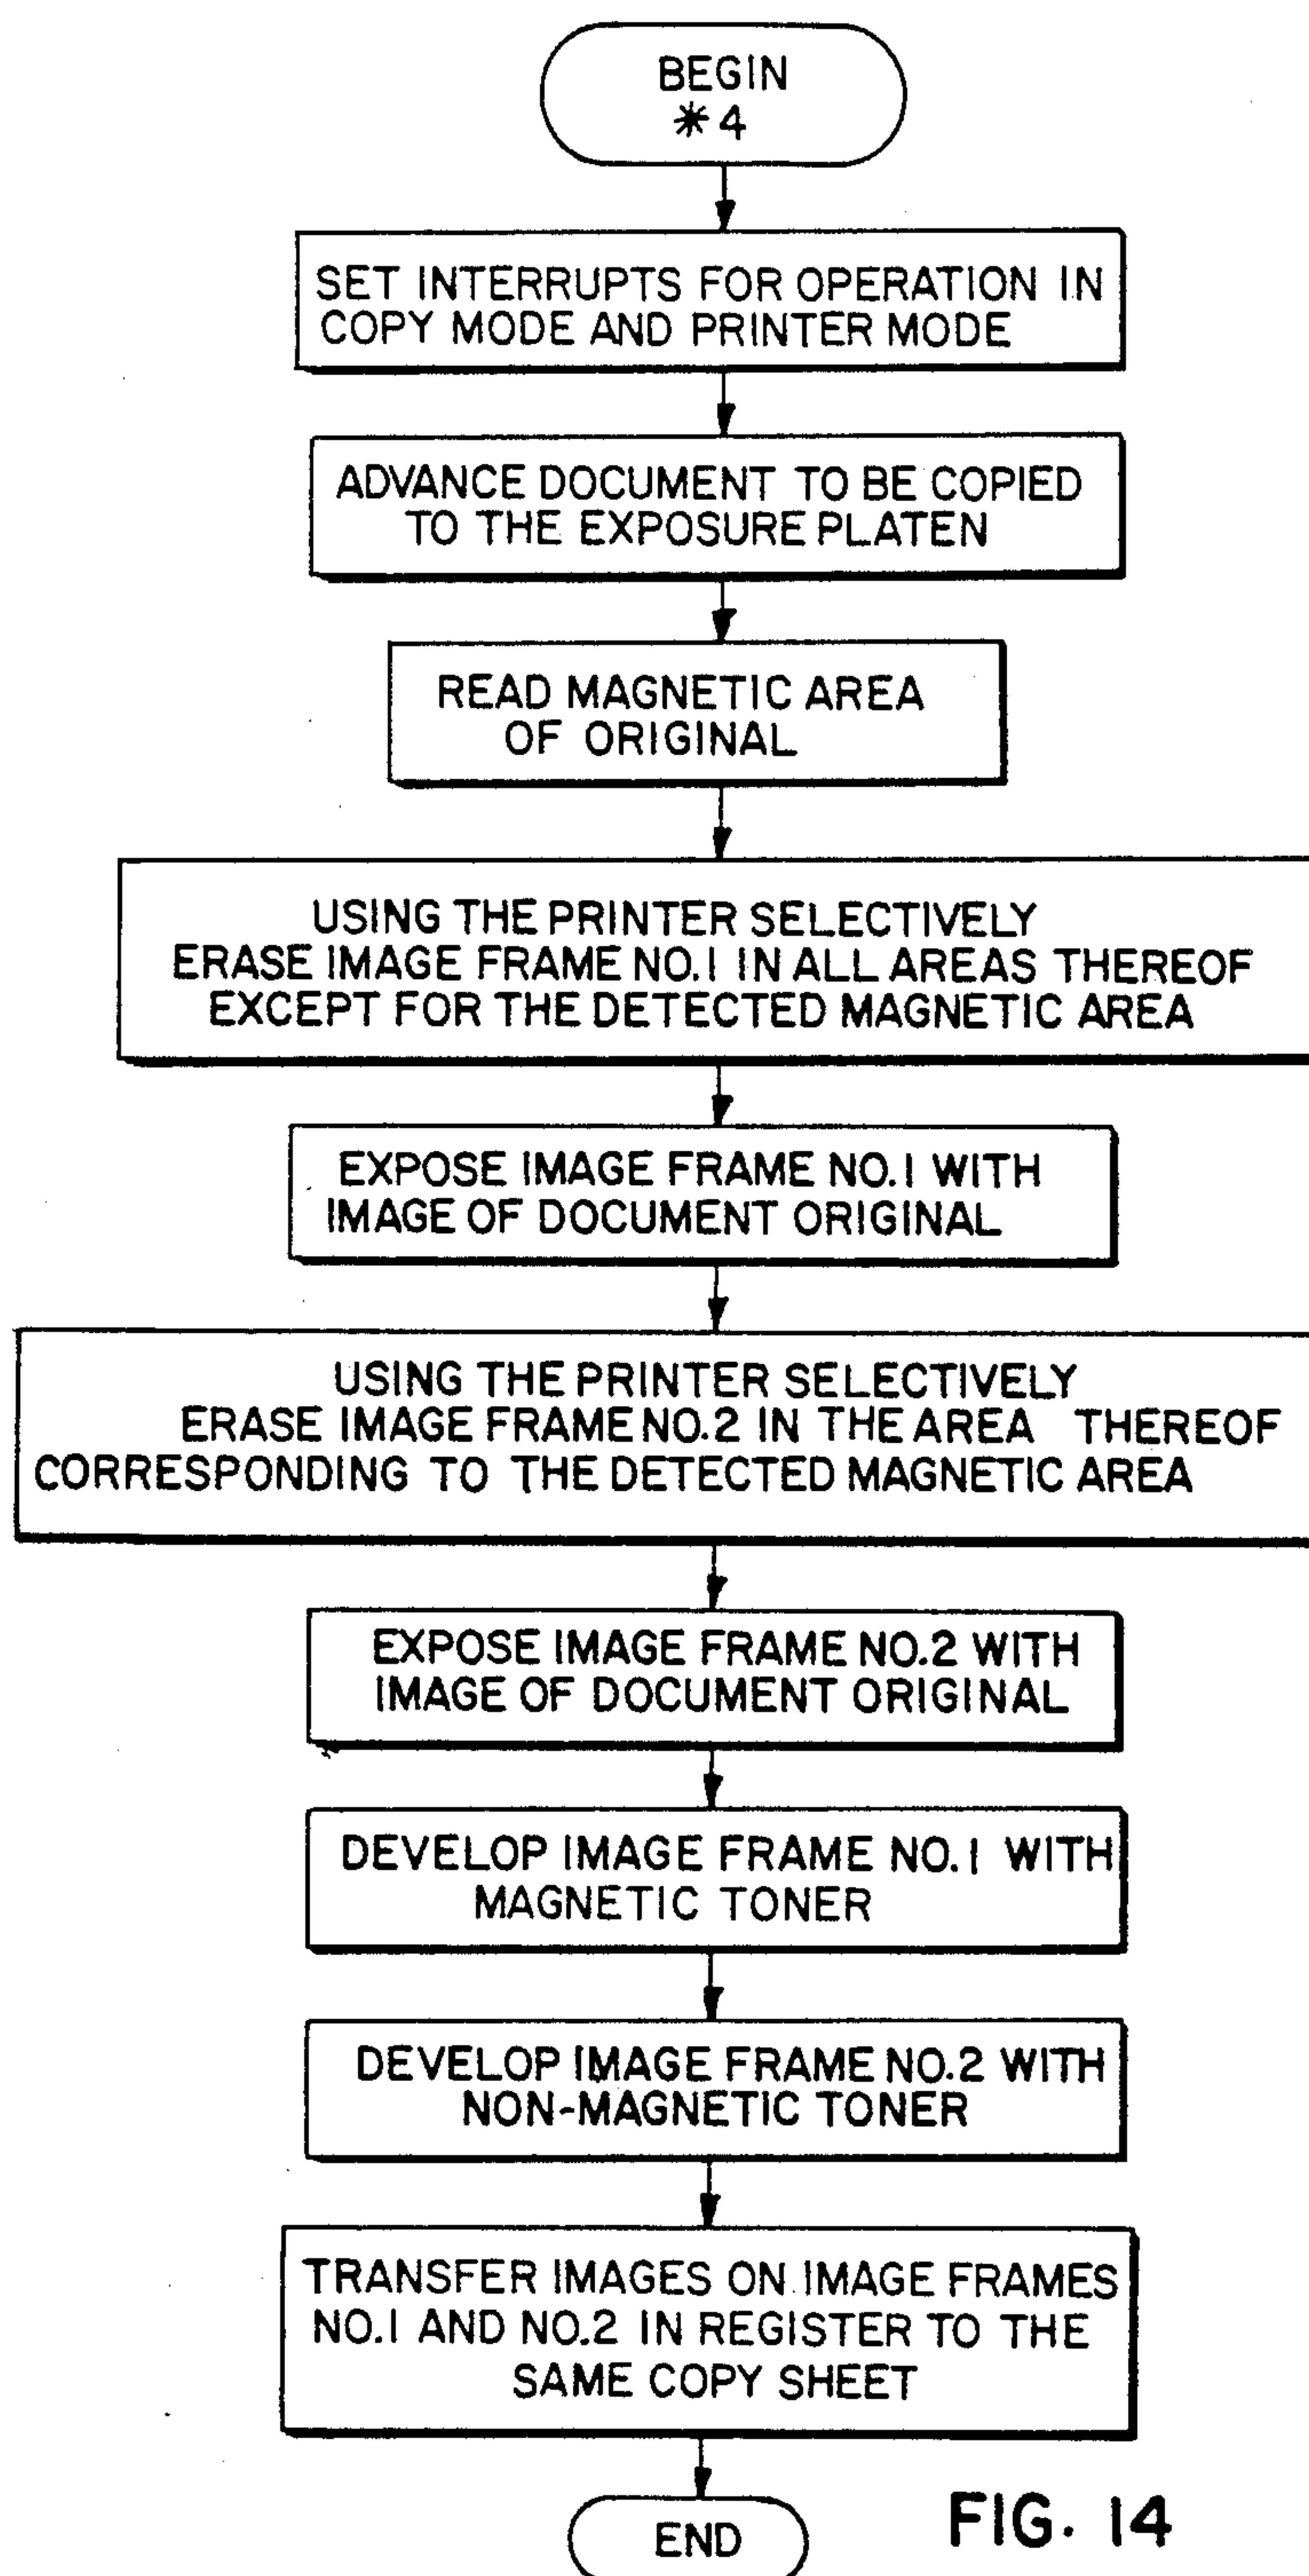 BEGIN
*4
SET INTERRUPTS FOR OPERATION IN
COPY MODE AND PRINTER MODE
ADVANCE DOCUMENT TO BE COPIED
TO THE EXPOSURE PLATEN
READ MAGNETIC AREA
OF ORIGINAL
USING THE PRINTER SELECTIVELY
ERASE IMAGE FRAME NO.1 IN ALL AREAS THEREOF
EXCEPT FOR THE DETECTED MAGNETIC AREA
EXPOSE IMAGE FRAME NO.1 WITH
IMAGE OF DOCUMENT ORIGINAL
USING THE PRINTER SELECTIVELY
ERASE IMAGE FRAME NO.2 IN THE AREA THEREOF
CORRESPONDING TO THE DETECTED MAGNETIC AREA
EXPOSE IMAGE FRAME NO.2 WITH
IMAGE OF DOCUMENT ORIGINAL
DEVELOP IMAGE FRAME NO.1 WITH
MAGNETIC TONER
DEVELOP IMAGE FRAME NO.2 WITH
NON-MAGNETIC TONER
TRANSFER IMAGES ON IMAGE FRAMES
NO.1 AND NO.2 IN REGISTER TO THE
SAME COPY SHEET
END
FIG. 14